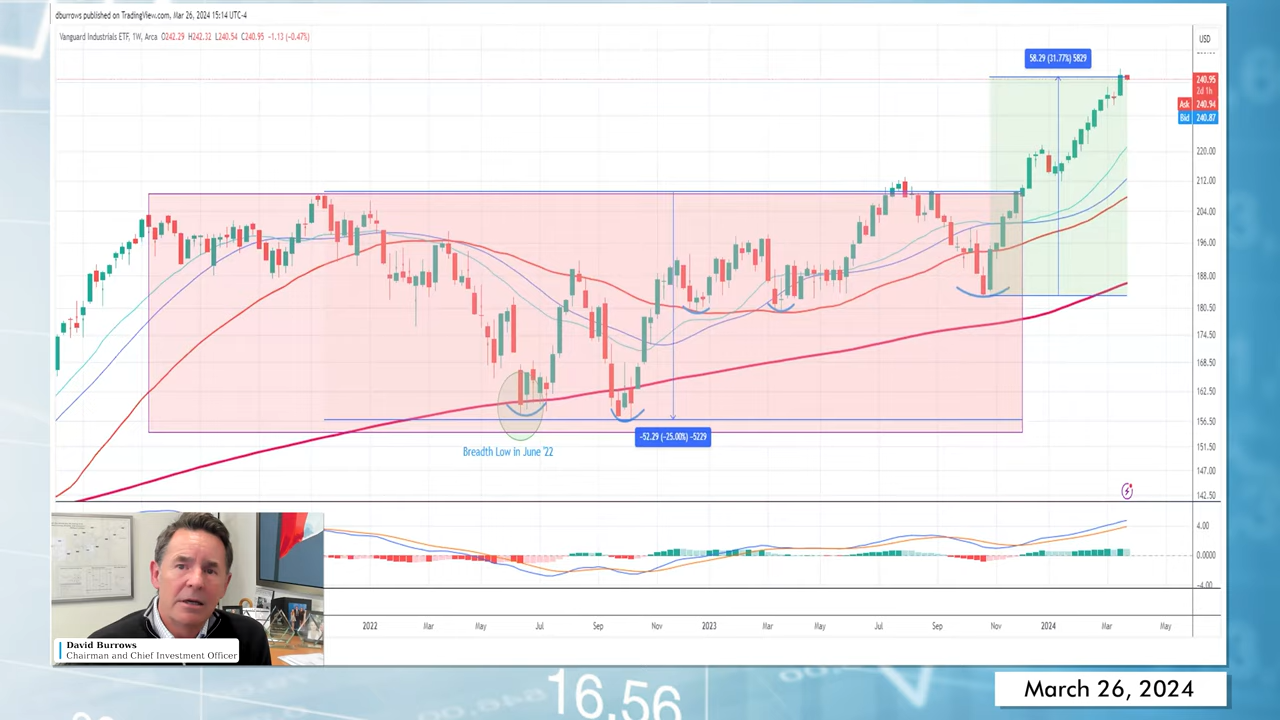 dburrows published on TradingView.com, Mar 26, 2024 15:14 UTC-4
Vanguard Industrials ETF, 1W, Arca O242.29 H242.32 L240.54 C240.95 -1.13 (-0.47%)
USD
58.29 (31.77%) 5829
240.95
2d 1h
Ask 240.94
Bid 240.87
220.00
212.00
204.00
196.00
188.00
180.50
174.50
168.50
162.50
156.50
151.50
147.00
142.50
-52.29 (-25.00%) -5229
Breadth Low in June '22
4.00
0.0000
-4.00
2022 Mar May Jul Sep Nov 2023 Mar May Jul Sep Nov 2024 Mar May
David Burrows
Chairman and Chief Investment Officer
16.56
March 26, 2024